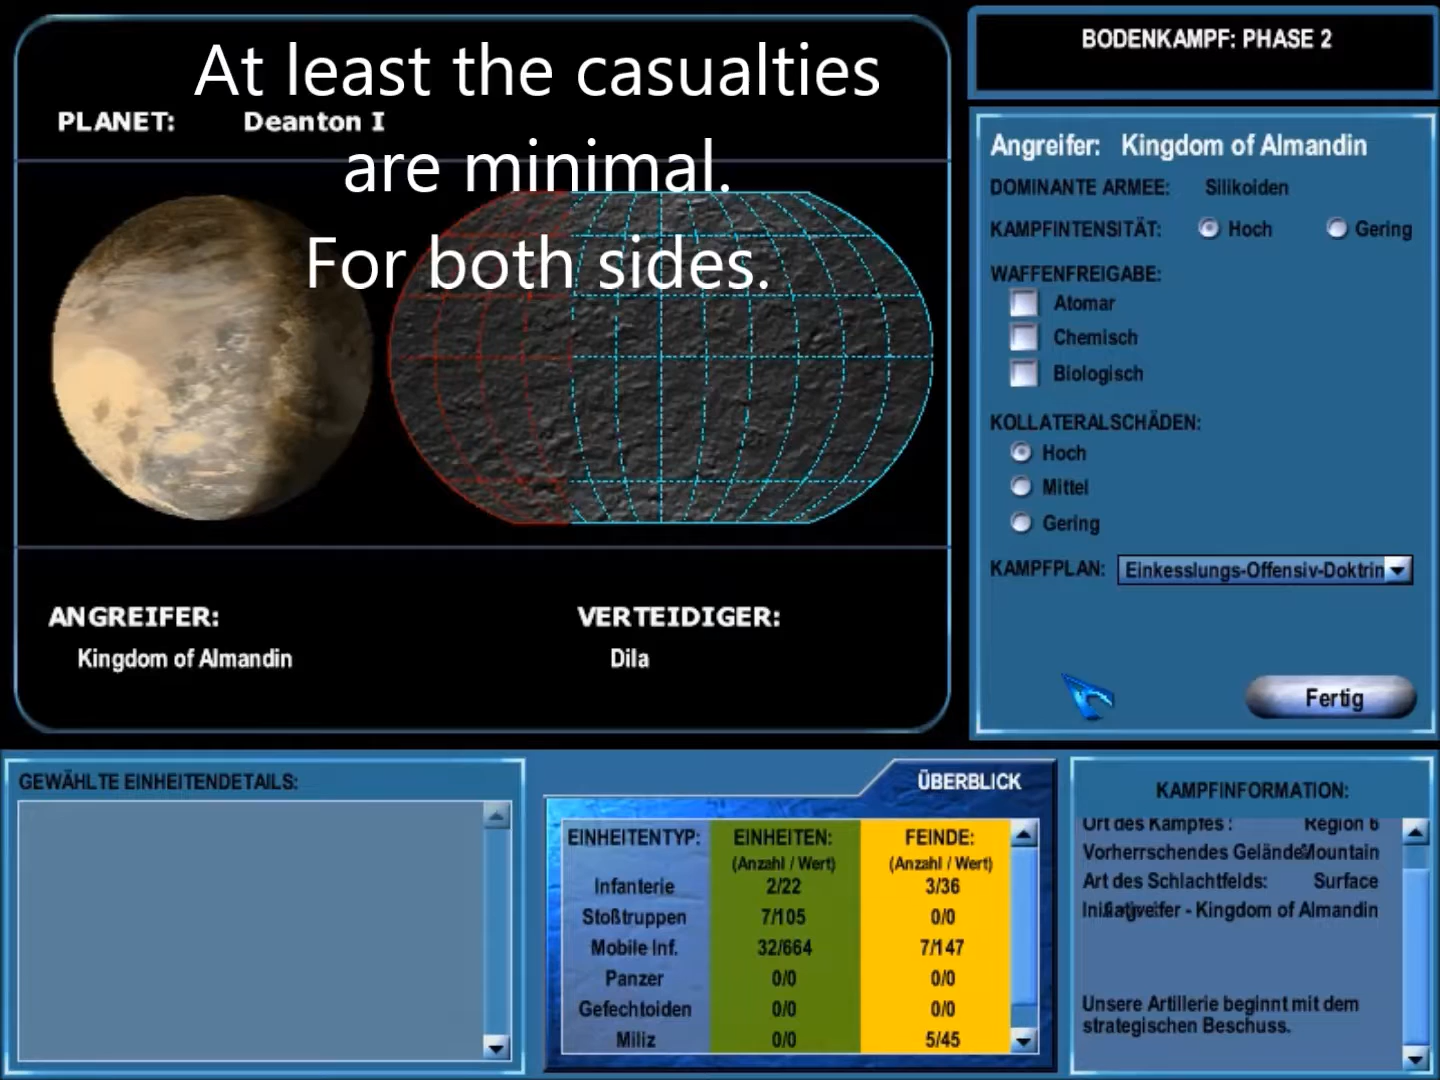 At least the casualties
are minimal.
For both sides.
PLANET: Deanton I
ANGREIFER:
Kingdom of Almandin
VERTEIDIGER:
Dila
BODENKAMPF: PHASE 2
Angreifer: Kingdom of Almandin
DOMINANTE ARMEE: Silikoiden
KAMPFINTENSITÄT: Hoch Gering
WAFFENFREIGABE:
Atomar
Chemisch
Biologisch
KOLLATERALSCHÄDEN:
Hoch
Mittel
Gering
KAMPFPLAN: Einkesslungs-Offensiv-Doktrin
Fertig
GEWÄHLTE EINHEITENDETAILS:
ÜBERBLICK
EINHEITENTYP: EINHEITEN: FEINDE:
(Anzahl / Wert) (Anzahl / Wert)
Infanterie 2/22 3/36
Stoßtruppen 7/105 0/0
Mobile Inf. 32/664 7/147
Panzer 0/0 0/0
Gefechtoiden 0/0 0/0
Miliz 0/0 5/45
KAMPFINFORMATION:
Ort des Kampfes : Region 6
Vorherrschendes Gelände Mountain
Art des Schlachtfelds: Surface
- Kingdom of Almandin
Unsere Artillerie beginnt mit dem
strategischen Beschuss.